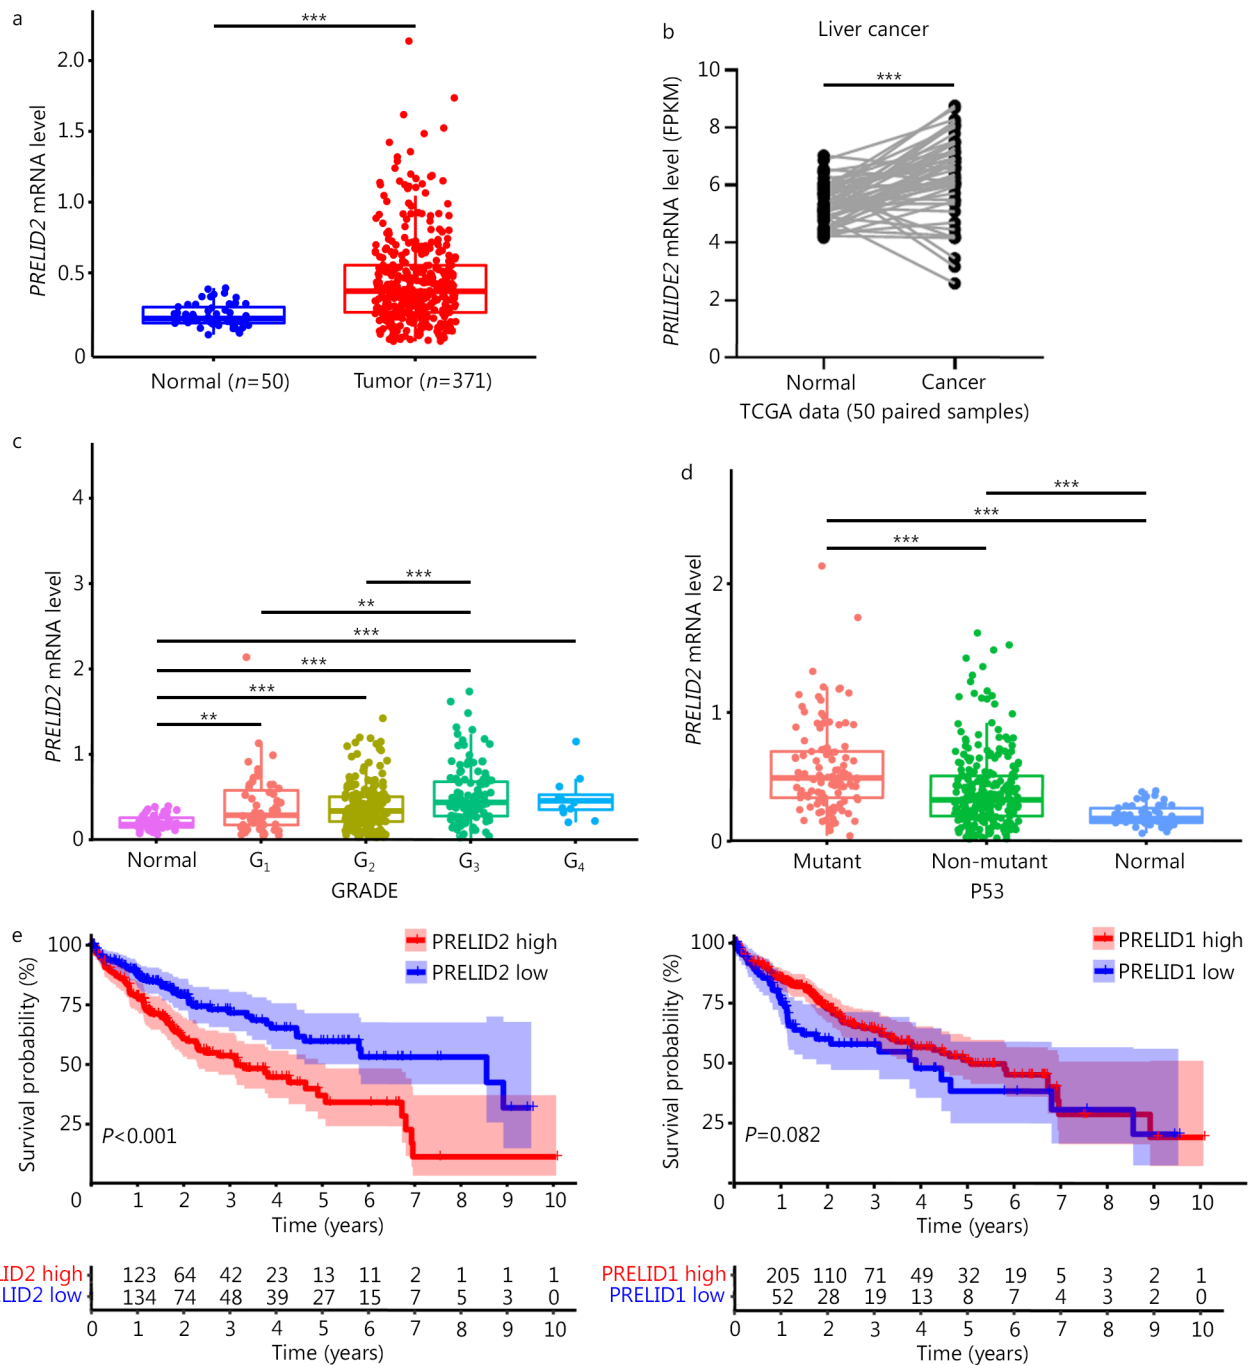 a
***
PRELID2 mRNA level
2.0
1.5
1.0
0.5
0
Normal (n=50)
Tumor (n=371)
b
Liver cancer
***
PRILIDE2 mRNA level (FPKM)
10
8
6
4
2
0
Normal
Cancer
TCGA data (50 paired samples)
c
PRELID2 mRNA level
4
3
2
1
0
***
**
***
***
***
**
Normal
G1
G2
G3
G4
GRADE
d
PRELID2 mRNA level
2
1
0
***
***
***
Mutant
Non-mutant
Normal
P53
e
PRELID2 high
PRELID2 low
Survival probability (%)
100
75
50
25
P<0.001
0 1 2 3 4 5 6 7 8 9 10
Time (years)
LID2 high 123 64 42 23 13 11 2 1 1 1
ELID2 low 134 74 48 39 27 15 7 5 3 0
0 1 2 3 4 5 6 7 8 9 10
Time (years)
PRELID1 high
PRELID1 low
Survival probability (%)
100
75
50
25
P=0.082
0 1 2 3 4 5 6 7 8 9 10
Time (years)
PRELID1 high 205 110 71 49 32 19 5 3 2 1
PRELID1 low 52 28 19 13 8 7 4 3 2 0
0 1 2 3 4 5 6 7 8 9 10
Time (years)